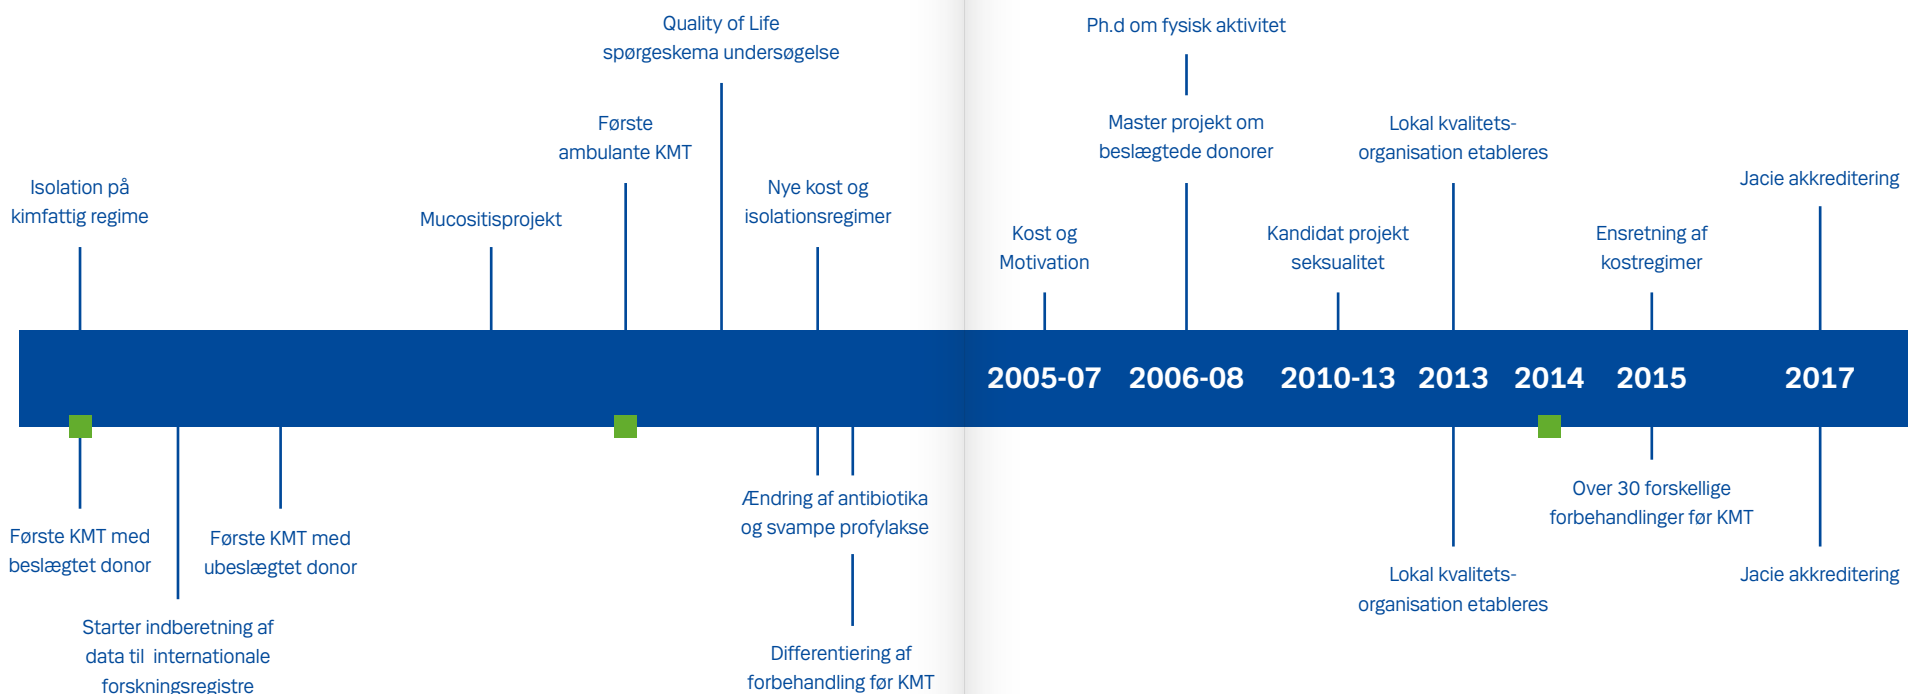 Quality of Life
spørgeskema undersøgelse
Ph.d om fysisk aktivitet
Første
ambulante KMT
Master projekt om
beslægtede donorer
Lokal kvalitets-
organisation etableres
Isolation på
kimfattig regime
Mucositisprojekt
Nye kost og
isolationsregimer
Kost og
Motivation
Kandidat projekt
seksualitet
Ensretning af
kostregimer
Jacie akkreditering
2005-07 2006-08 2010-13 2013 2014 2015 2017
Første KMT med
beslægtet donor
Starter indberetning af
data til internationale
forskningsregistre
Første KMT med
ubeslægtet donor
Ændring af antibiotika
og svampe profylakse
Differentiering af
forbehandling før KMT
Lokal kvalitets-
organisation etableres
Over 30 forskellige
forbehandlinger før KMT
Jacie akkreditering